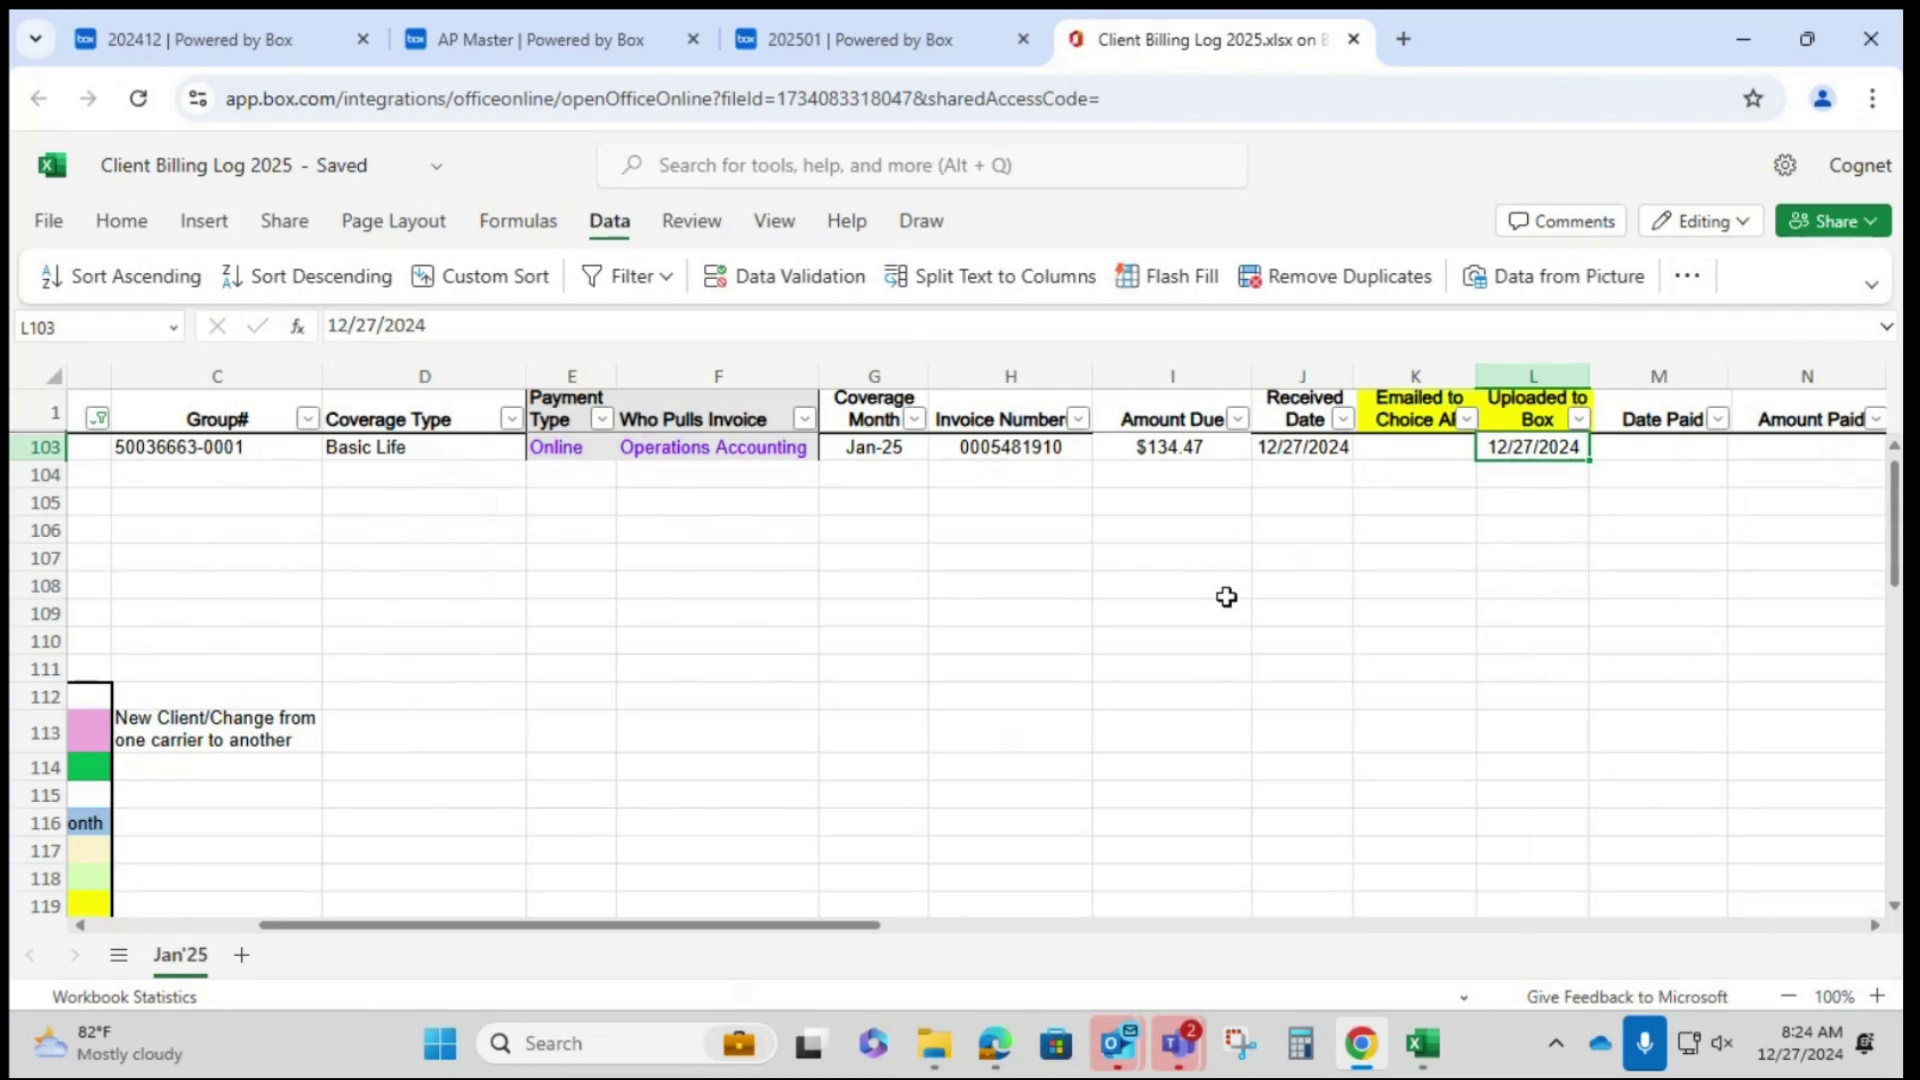 202412 | Powered by Box
AP Master | Powered by Box
202501 | Powered by Box
Client Billing Log 2025.xlsx on B
app.box.com/integrations/officeonline/openOfficeOnline?fileId=1734083318047&sharedAccessCode=
Client Billing Log 2025 - Saved
Search for tools, help, and more (Alt + Q)
Cognet
File Home Insert Share Page Layout Formulas Data Review View Help Draw
Comments Editing Share
Sort Ascending Sort Descending Custom Sort Filter Data Validation Split Text to Columns Flash Fill Remove Duplicates Data from Picture
L103 fx 12/27/2024
C D E F G H I J K L M N
1 Group# Coverage Type Payment Type Who Pulls Invoice Coverage Month Invoice Number Amount Due Received Date Emailed to Choice AP Uploaded to Box Date Paid Amount Paid
103 50036663-0001 Basic Life Online Operations Accounting Jan-25 0005481910 $134.47 12/27/2024 12/27/2024
104
105
106
107
108
109
110
111
112
113 New Client/Change from
one carrier to another
114
115
116 onth
117
118
119
Jan'25
Workbook Statistics
Give Feedback to Microsoft
100%
82°F
Mostly cloudy
Search
2
8:24 AM
12/27/2024